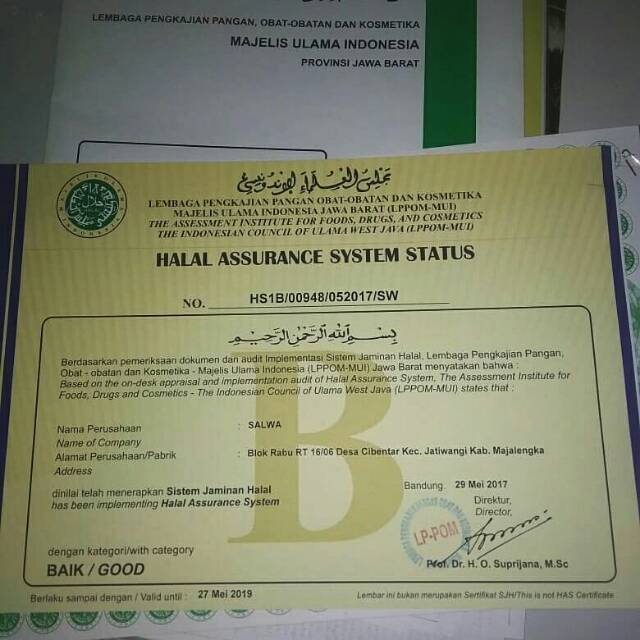 LEMBAGA PENGKAJIAN PANGAN, OBAT-OBATAN DAN KOSMETIKA
MAJELIS ULAMA INDONESIA
PROVINSI JAWA BARAT
مجلس العلماء الإندونيسي
LEMBAGA PENGKAJIAN PANGAN OBAT-OBATAN DAN KOSMETIKA
MAJELIS ULAMA INDONESIA JAWA BARAT (LPPOM-MUI)
THE ASSESSMENT INSTITUTE FOR FOODS, DRUGS, AND COSMETICS
THE INDONESIAN COUNCIL OF ULAMA WEST JAVA (LPPOM-MUI)
حلال
HALAL ASSURANCE SYSTEM STATUS
NO. HS1B/00948/052017/SW
بسم الله الرحمن الرحيم
Berdasarkan pemeriksaan dokumen dan audit Implementasi Sistem Jaminan Halal, Lembaga Pengkajian Pangan,
Obat - obatan dan Kosmetika - Majelis Ulama Indonesia (LPPOM-MUI) Jawa Barat menyatakan bahwa :
Based on the on-desk appraisal and implementation audit of Halal Assurance System, The Assessment Institute for
Foods, Drugs and Cosmetics - The Indonesian Council of Ulama West Java (LPPOM-MUI) states that :
B
Nama Perusahaan : SALWA
Name of Company
Alamat Perusahaan/Pabrik : Blok Rabu RT 16/06 Desa Cibentar Kec. Jatiwangi Kab. Majalengka
Address
dinilai telah menerapkan Sistem Jaminan Halal
has been implementing Halal Assurance System
Bandung, 29 Mei 2017
Direktur,
Director,
LP-POM
Prof. Dr. H. O. Suprijana, M.Sc
dengan kategori/with category
BAIK / GOOD
Berlaku sampai dengan / Valid until : 27 Mei 2019
Lembar ini bukan merupakan Sertifikat SJH/This is not HAS Certificate